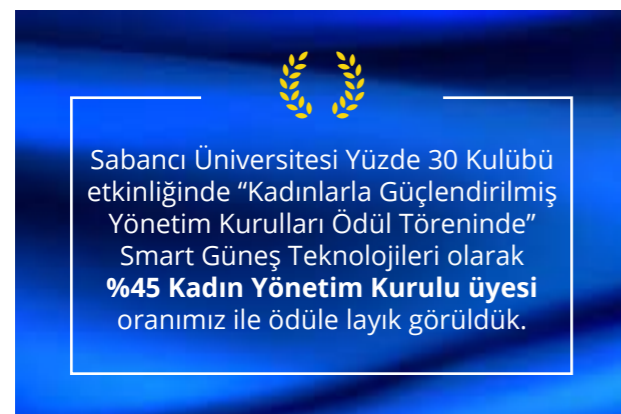 Sabancı Üniversitesi Yüzde 30 Kulübü
etkinliğinde “Kadınlarla Güçlendirilmiş
Yönetim Kurulları Ödül Töreninde”
Smart Güneş Teknolojileri olarak
%45 Kadın Yönetim Kurulu üyesi
oranımız ile ödüle layık görüldük.